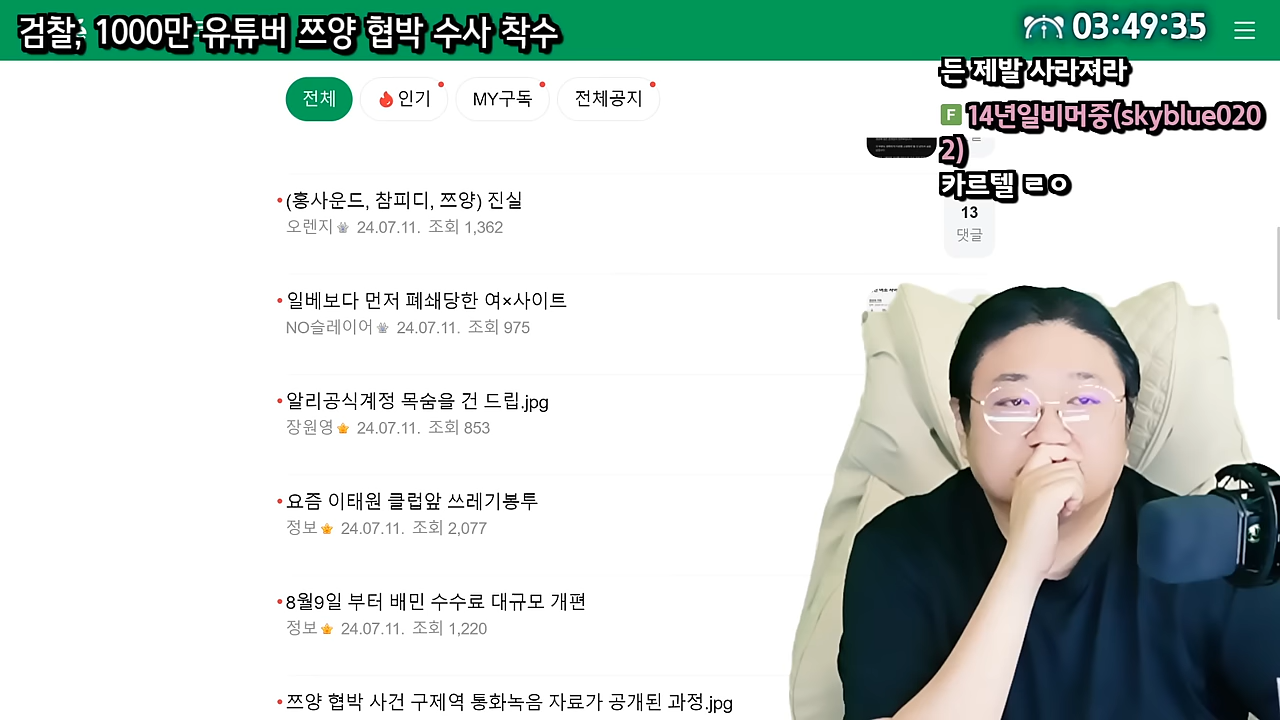 검찰, 1000만 유튜버 쯔양 협박 수사 착수
03:49:35
든 제발 사라져라
F 14년일비머중(skyblue020
2)
카르텔 ㄹㅇ
전체 인기 MY구독 전체공지
(홍사운드, 참피디, 쯔양) 진실
오렌지 24.07.11. 조회 1,362
13
댓글
일베보다 먼저 폐쇄당한 여×사이트
NO슬레이어 24.07.11. 조회 975
알리공식계정 목숨을 건 드립.jpg
장원영 24.07.11. 조회 853
요즘 이태원 클럽앞 쓰레기봉투
정보 24.07.11. 조회 2,077
8월9일 부터 배민 수수료 대규모 개편
정보 24.07.11. 조회 1,220
쯔양 협박 사건 구제역 통화녹음 자료가 공개된 과정.jpg